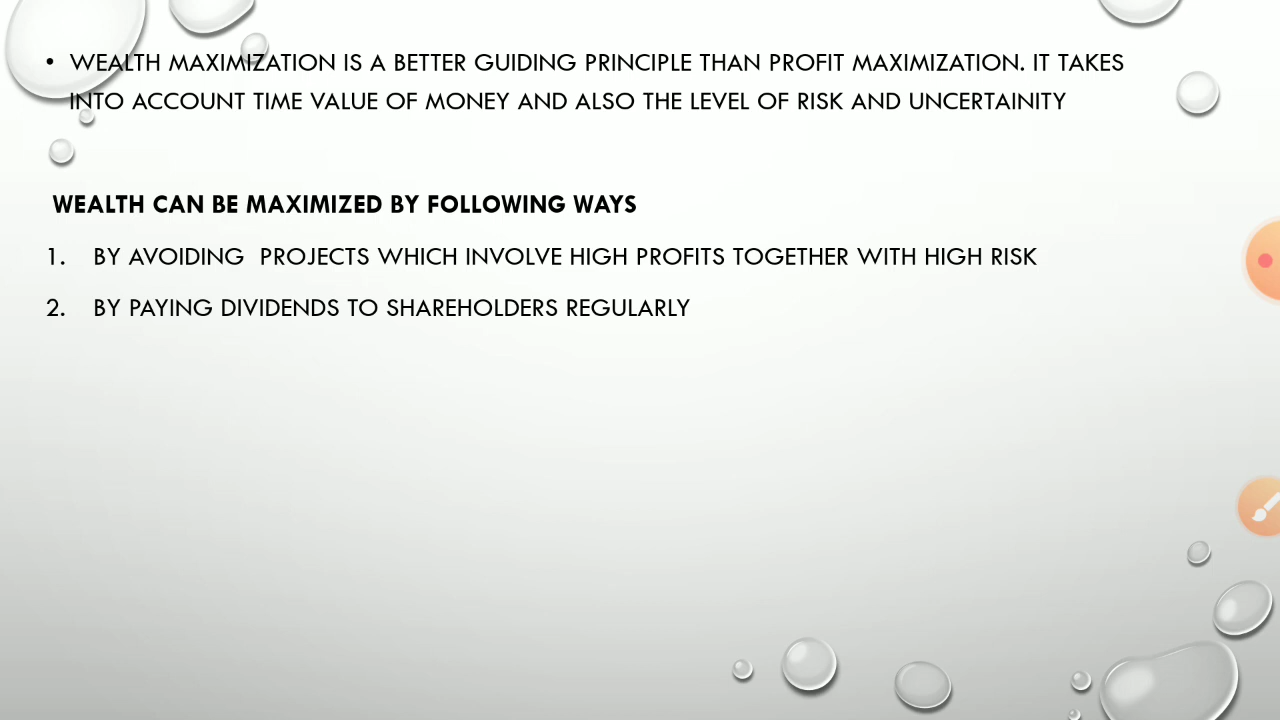 • WEALTH MAXIMIZATION IS A BETTER GUIDING PRINCIPLE THAN PROFIT MAXIMIZATION. IT TAKES
INTO ACCOUNT TIME VALUE OF MONEY AND ALSO THE LEVEL OF RISK AND UNCERTAINITY
WEALTH CAN BE MAXIMIZED BY FOLLOWING WAYS
1. BY AVOIDING  PROJECTS WHICH INVOLVE HIGH PROFITS TOGETHER WITH HIGH RISK
2. BY PAYING DIVIDENDS TO SHAREHOLDERS REGULARLY